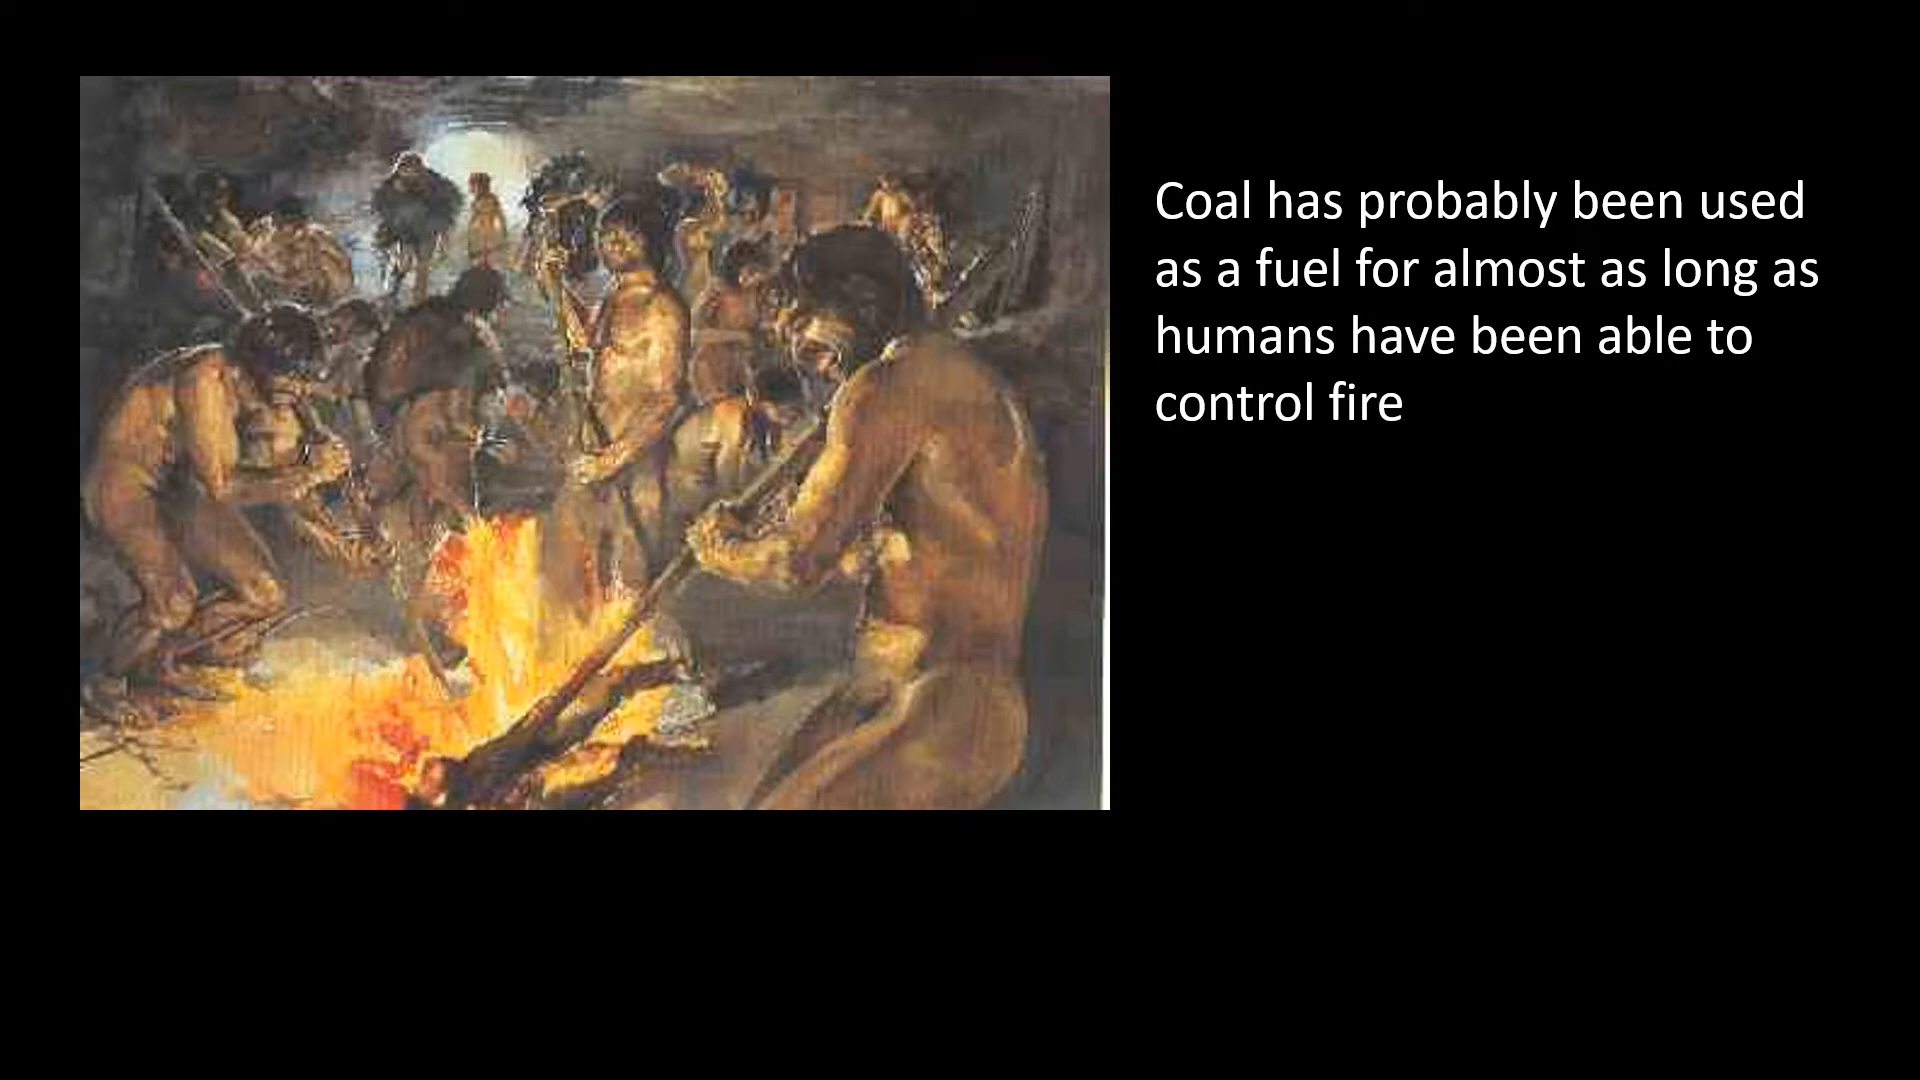 Coal has probably been used
as a fuel for almost as long as
humans have been able to
control fire